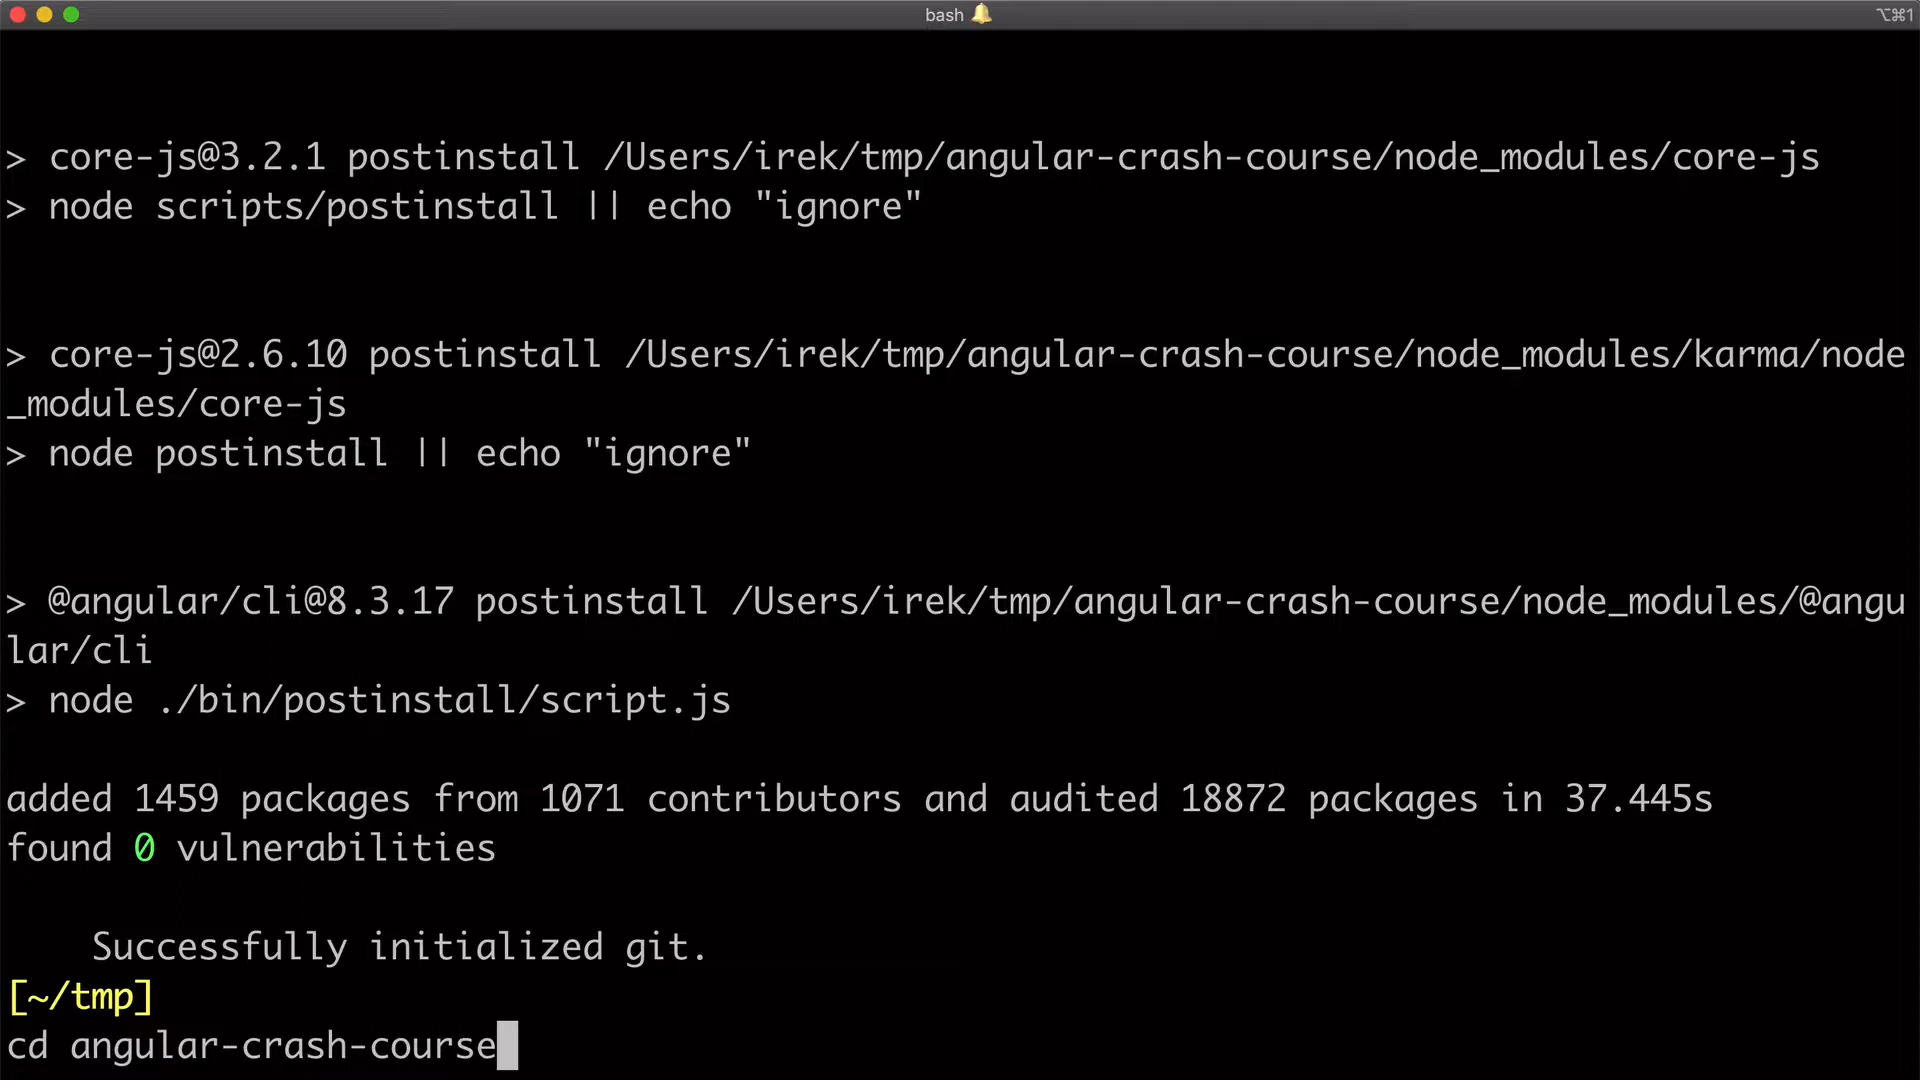 bash 🔔
⌥⌘1
> core-js@3.2.1 postinstall /Users/irek/tmp/angular-crash-course/node_modules/core-js
> node scripts/postinstall || echo "ignore"
> core-js@2.6.10 postinstall /Users/irek/tmp/angular-crash-course/node_modules/karma/node
_modules/core-js
> node postinstall || echo "ignore"
> @angular/cli@8.3.17 postinstall /Users/irek/tmp/angular-crash-course/node_modules/@angu
lar/cli
> node ./bin/postinstall/script.js
added 1459 packages from 1071 contributors and audited 18872 packages in 37.445s
found 0 vulnerabilities
Successfully initialized git.
[~/tmp]
cd angular-crash-course